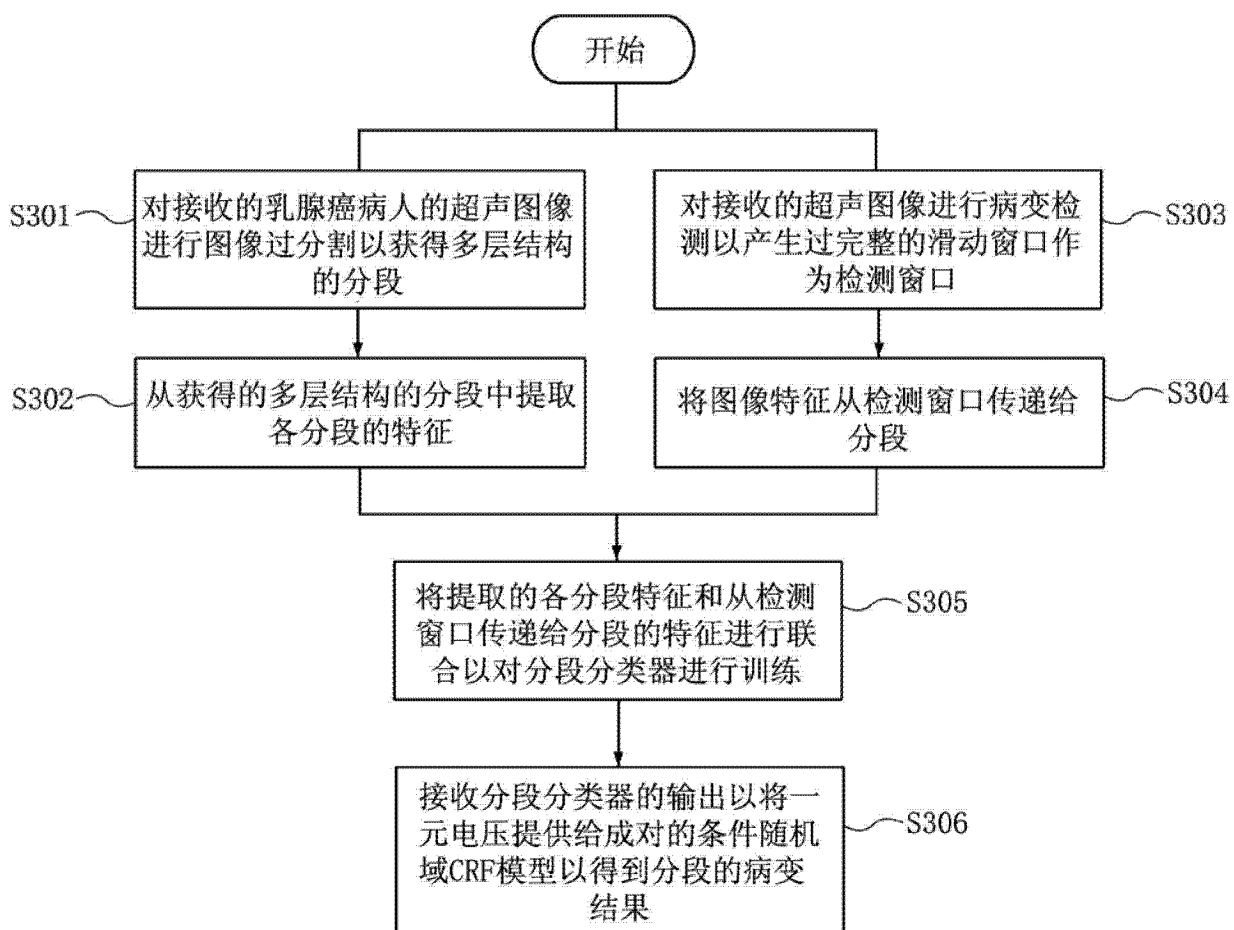 开始
S301
对接收的乳腺癌病人的超声图像
进行图像过分割以获得多层结构
的分段
对接收的超声图像进行病变检
测以产生过完整的滑动窗口作
为检测窗口
S303
S302
从获得的多层结构的分段中提取
各分段的特征
将图像特征从检测窗口传递给
分段
S304
将提取的各分段特征和从检测
窗口传递给分段的特征进行联
合以对分段分类器进行训练
S305
接收分段分类器的输出以将一
元电压提供给成对的条件随机
域CRF模型以得到分段的病变
结果
S306